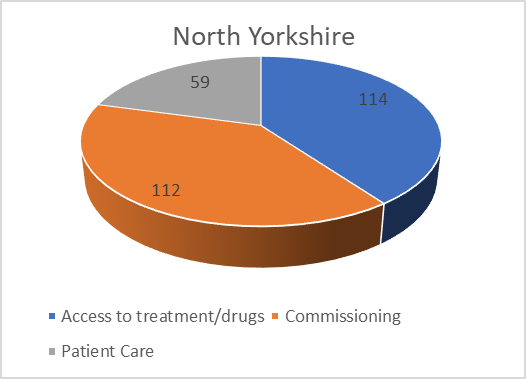 North Yorkshire
59
114
112
Access to treatment/drugs Commissioning
Patient Care